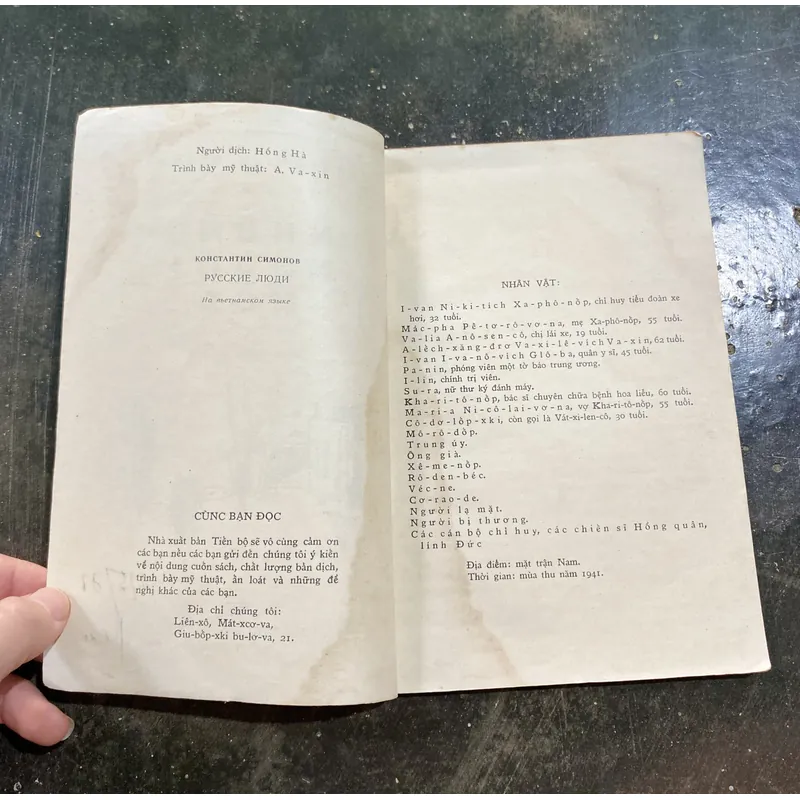 Người dịch: Hồng Hà
Trình bày mỹ thuật: A. Va-xin
КОНСТАНТИН СИМОНОВ
РУССКИЕ ЛЮДИ
На вьетнамском языке
CÙNG BẠN ĐỌC
Nhà xuất bản Tiến bộ sẽ vô cùng cảm ơn
các bạn nếu các bạn gửi đến chúng tôi ý kiến
về nội dung cuốn sách, chất lượng bản dịch,
trình bày mỹ thuật, ấn loát và những đề
nghị khác của các bạn.
Địa chỉ chúng tôi:
Liên-xô, Mát-xcơ-va,
Giu-bốp-xki bu-lơ-va, 21.
NHÂN VẬT:
I-van Ni-ki-tích Xa-phô-nốp, chỉ huy tiểu đoàn xe
hơi, 32 tuổi.
Mác-pha Pê-tơ-rô-vơ-na, mẹ Xa-phô-nốp, 55 tuổi.
Va-lia A-nô-sen-cô, chị lái xe, 19 tuổi.
A-lếch-xăng-đrơ Va-xi-lê-vích Va-xin, 62 tuổi.
I-van I-va-nô-vích Glô-ba, quân y sĩ, 45 tuổi.
Pa-nin, phóng viên một tờ báo trung ương.
I-lin, chính trị viên.
Su-ra, nữ thư ký đánh máy.
Kha-ri-tô-nốp, bác sĩ chuyên chữa bệnh hoa liễu, 60 tuổi.
Ma-ri-a Ni-cô-lai-vơ-na, vợ Kha-ri-tô-nốp, 55 tuổi.
Cô-dơ-lốp-xki, còn gọi là Vát-xi-len-cô, 30 tuổi.
Mô-rô-dốp.
Trung úy.
Ông già.
Xê-me-nốp.
Rô-den-béc.
Véc-ne.
Cơ-rao-de.
Người lạ mặt.
Người bị thương.
Các cán bộ chỉ huy, các chiến sĩ Hồng quân,
lính Đức
Địa điểm: mặt trận Nam.
Thời gian: mùa thu năm 1941.